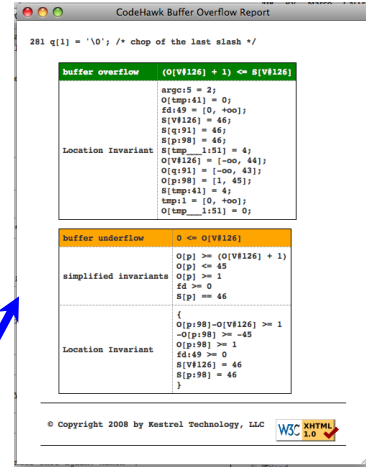 CodeHawk Buffer Overflow Report
281 q[1] = '\0'; /* chop of the last slash */
buffer overflow (O[V#126] + 1) <= S[V#126]
Location Invariant
argc:5 = 2;
O[tmp:41] = 0;
fd:49 = [0, +oo];
S[V#126] = 46;
S[q:91] = 46;
S[p:98] = 46;
S[tmp___1:51] = 4;
O[V#126] = [-oo, 44];
O[q:91] = [-oo, 43];
O[p:98] = [1, 45];
S[tmp:41] = 4;
tmp:1 = [0, +oo];
O[tmp___1:51] = 0;
buffer underflow 0 <= O[V#126]
simplified invariants
O[p] >= (O[V#126] + 1)
O[p] <= 45
O[p] >= 1
fd >= 0
S[p] == 46
Location Invariant
{
O[p:98]-O[V#126] >= 1
-O[p:98] >= -45
O[p:98] >= 1
fd:49 >= 0
S[V#126] = 46
S[p:98] = 46
}
© Copyright 2008 by Kestrel Technology, LLC
W3C XHTML 1.0